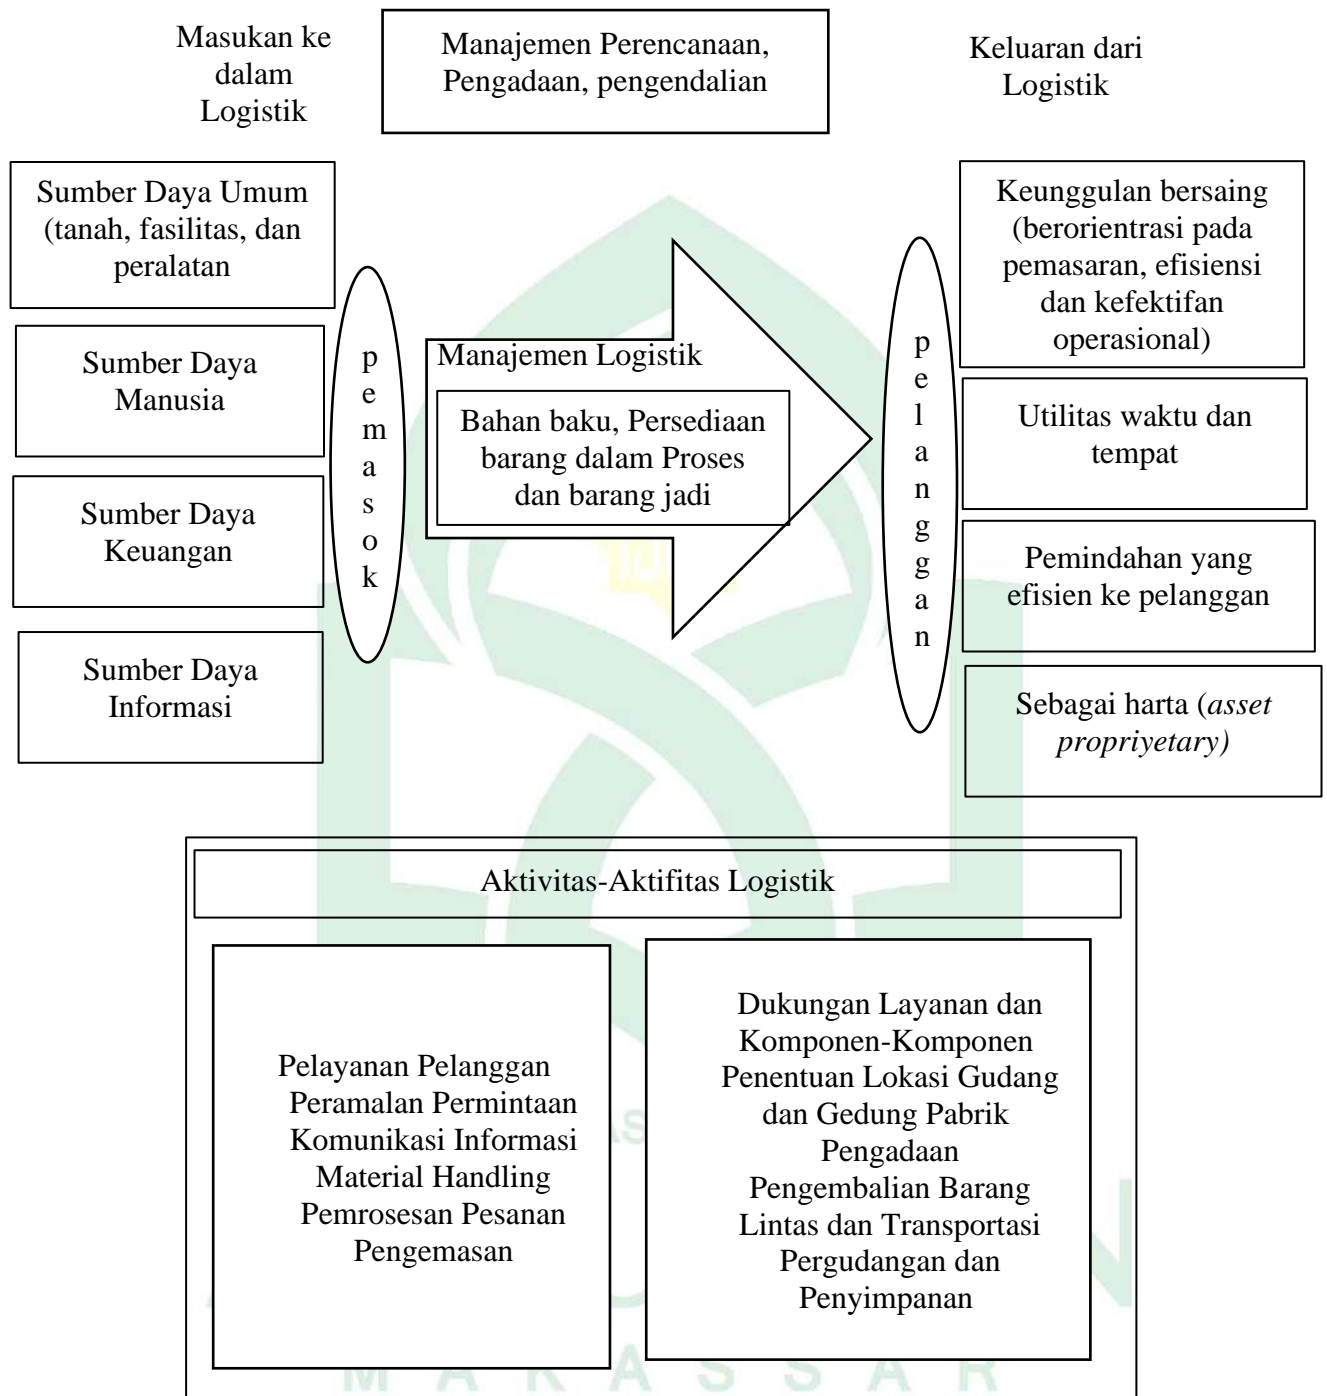 Masukan ke
dalam
Logistik
Manajemen Perencanaan,
Pengadaan, pengendalian
Keluaran dari
Logistik
Sumber Daya Umum
(tanah, fasilitas, dan
peralatan
Sumber Daya
Manusia
Sumber Daya
Keuangan
Sumber Daya
Informasi
pemasok
Manajemen Logistik
Bahan baku, Persediaan
barang dalam Proses
dan barang jadi
pelanggan
Keunggulan bersaing
(berorientrasi pada
pemasaran, efisiensi
dan kefektifan
operasional)
Utilitas waktu dan
tempat
Pemindahan yang
efisien ke pelanggan
Sebagai harta (asset
propriyetary)
Aktivitas-Aktifitas Logistik
Pelayanan Pelanggan
Peramalan Permintaan
Komunikasi Informasi
Material Handling
Pemrosesan Pesanan
Pengemasan
Dukungan Layanan dan
Komponen-Komponen
Penentuan Lokasi Gudang
dan Gedung Pabrik
Pengadaan
Pengembalian Barang
Lintas dan Transportasi
Pergudangan dan
Penyimpanan
MAKASSAR